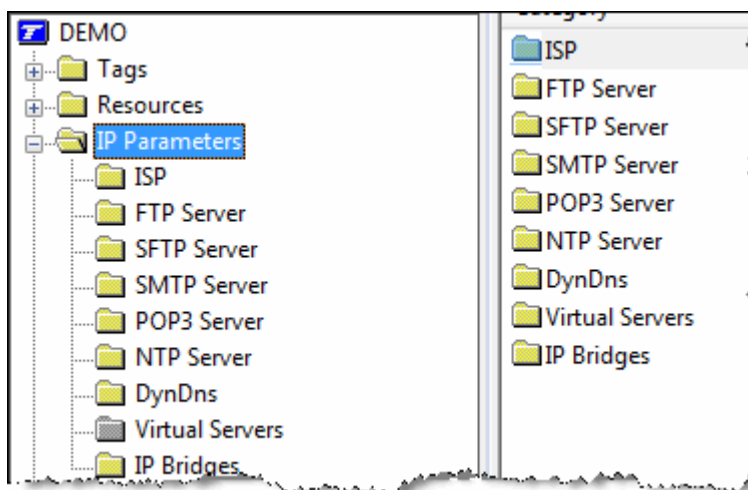 DEMO
Tags
Resources
IP Parameters
ISP
FTP Server
SFTP Server
SMTP Server
POP3 Server
NTP Server
DynDns
Virtual Servers
IP Bridges
Category
ISP
FTP Server
SFTP Server
SMTP Server
POP3 Server
NTP Server
DynDns
Virtual Servers
IP Bridges